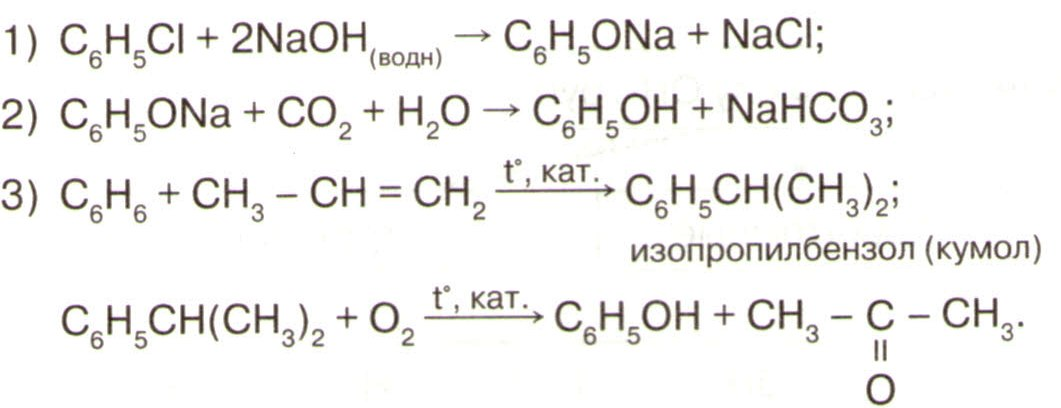 1) C₆H₅Cl + 2NaOH(водн) → C₆H₅ONa + NaCl;
2) C₆H₅ONa + CO₂ + H₂O → C₆H₅OH + NaHCO₃;
3) C₆H₆ + CH₃ – CH = CH₂ t°, кат. → C₆H₅CH(CH₃)₂;
изопропилбензол (кумол)
C₆H₅CH(CH₃)₂ + O₂ t°, кат. → C₆H₅OH + CH₃ – C – CH₃.
||
O